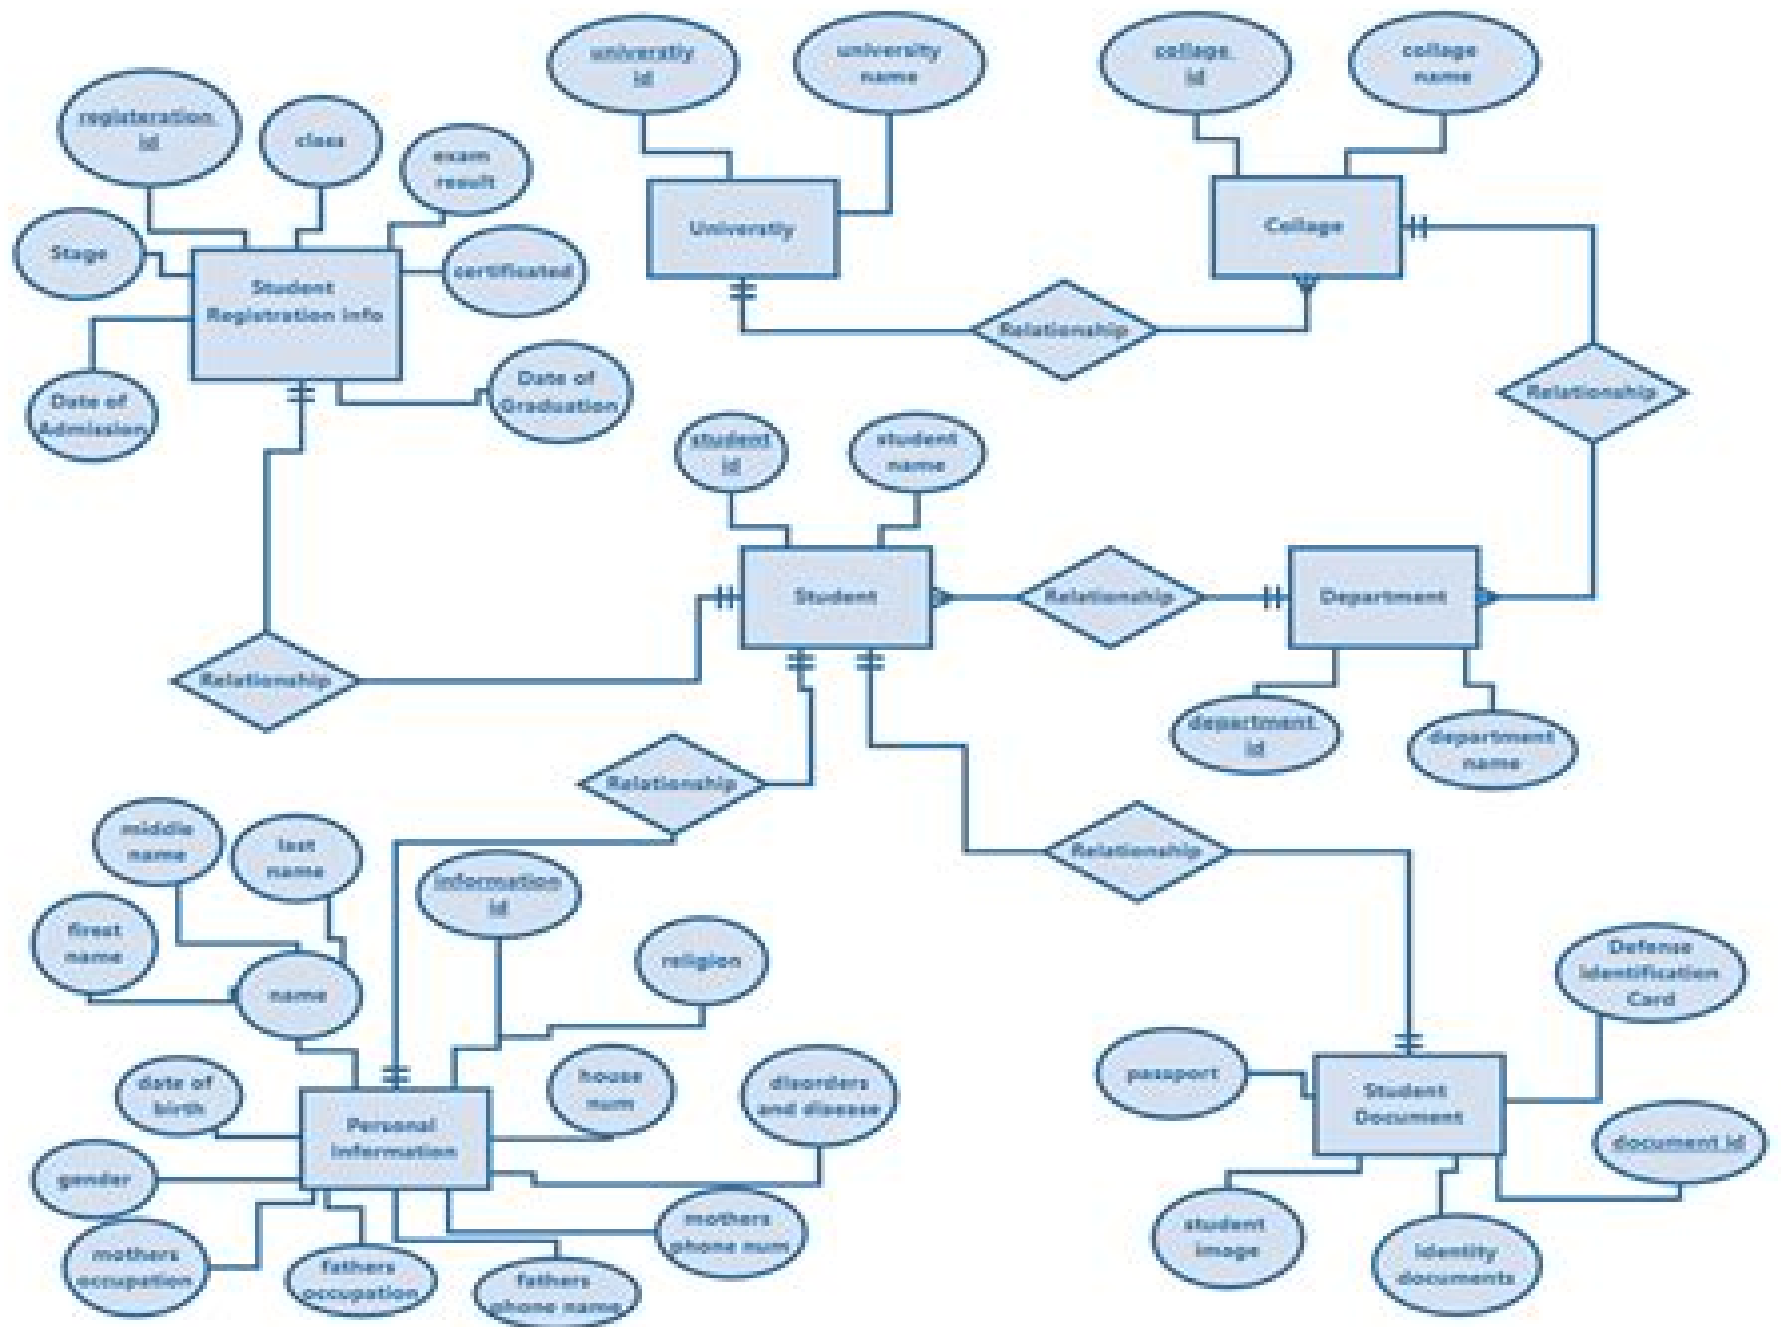 univeratly
id
university
name
collage
id
collage
name
registeration
id
class
exam
result
Stage
certificated
Student
Registration info
Univeratly
Collage
Relationship
Date of
Admission
Date of
Graduation
Relationship
student
id
student
name
Student
Relationship
Department
Relationship
department
id
department
name
Relationship
Relationship
middle
name
last
name
information
id
firest
name
name
religion
Defense
identification
Card
date of
birth
house
num
disorders
and disease
passport
Student
Document
Personal
Information
document id
gender
mothers
occupation
fathers
occupation
fathers
phone name
mothers
phone num
student
image
identity
documents